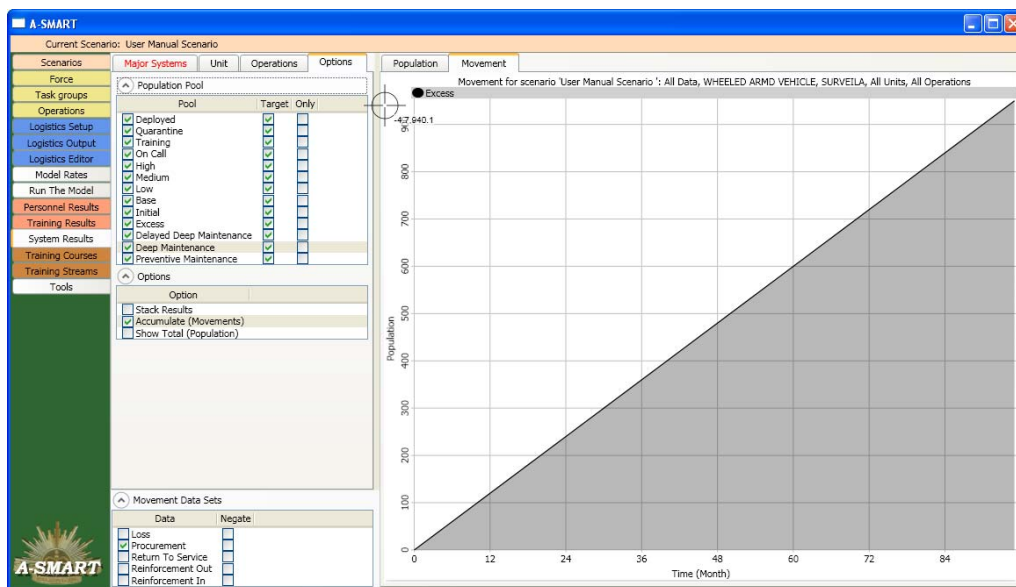 A-SMART
Current Scenario: User Manual Scenario
Scenarios
Force
Task groups
Operations
Logistics Setup
Logistics Output
Logistics Editor
Model Rates
Run The Model
Personnel Results
Training Results
System Results
Training Courses
Training Streams
Tools
A-SMART
Major Systems Unit Operations Options
Population Pool
Pool Target Only
Deployed
Quarantine
Training
On Call
High
Medium
Low
Base
Initial
Excess
Delayed Deep Maintenance
Deep Maintenance
Preventive Maintenance
Options
Option
Stack Results
Accumulate (Movements)
Show Total (Population)
Movement Data Sets
Data Negate
Loss
Procurement
Return To Service
Reinforcement Out
Reinforcement In
Population Movement
Movement for scenario 'User Manual Scenario ': All Data, WHEELED ARMD VEHICLE, SURVEILA, All Units, All Operations
Excess
-4.7,940.1
800
700
600
500
400
300
200
100
0
Population
0 12 24 36 48 60 72 84
Time (Month)